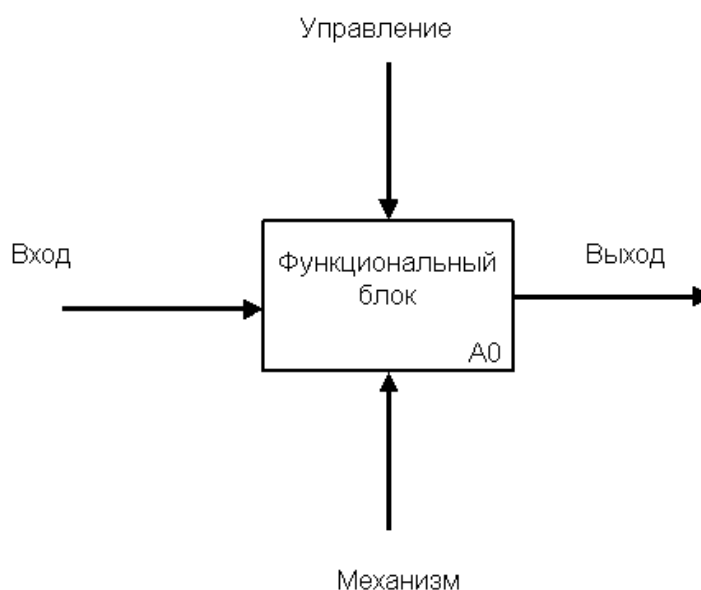 Управление
Вход
Функциональный
блок
Выход
A0
Механизм